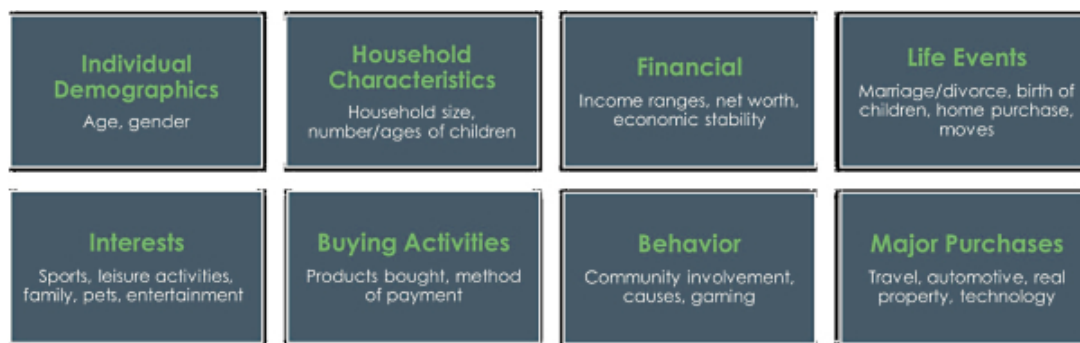 Individual
Demographics
Age, gender
Household
Characteristics
Household size,
number/ages of children
Financial
Income ranges, net worth,
economic stability
Life Events
Marriage/divorce, birth of
children, home purchase,
moves
Interests
Sports, leisure activities,
family, pets, entertainment
Buying Activities
Products bought, method
of payment
Behavior
Community involvement,
causes, gaming
Major Purchases
Travel, automotive, real
property, technology